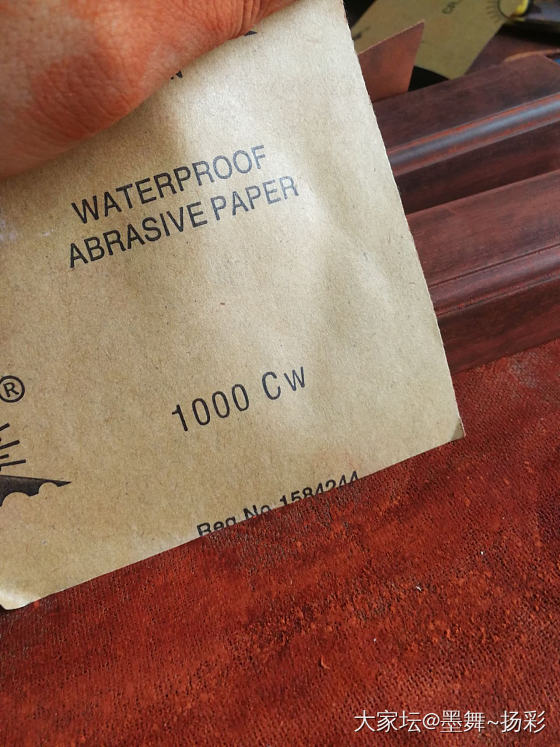 WATERPROOF
ABRASIVE PAPER
®
1000 CW
Reg No 1584244
大家坛@墨舞~扬彩